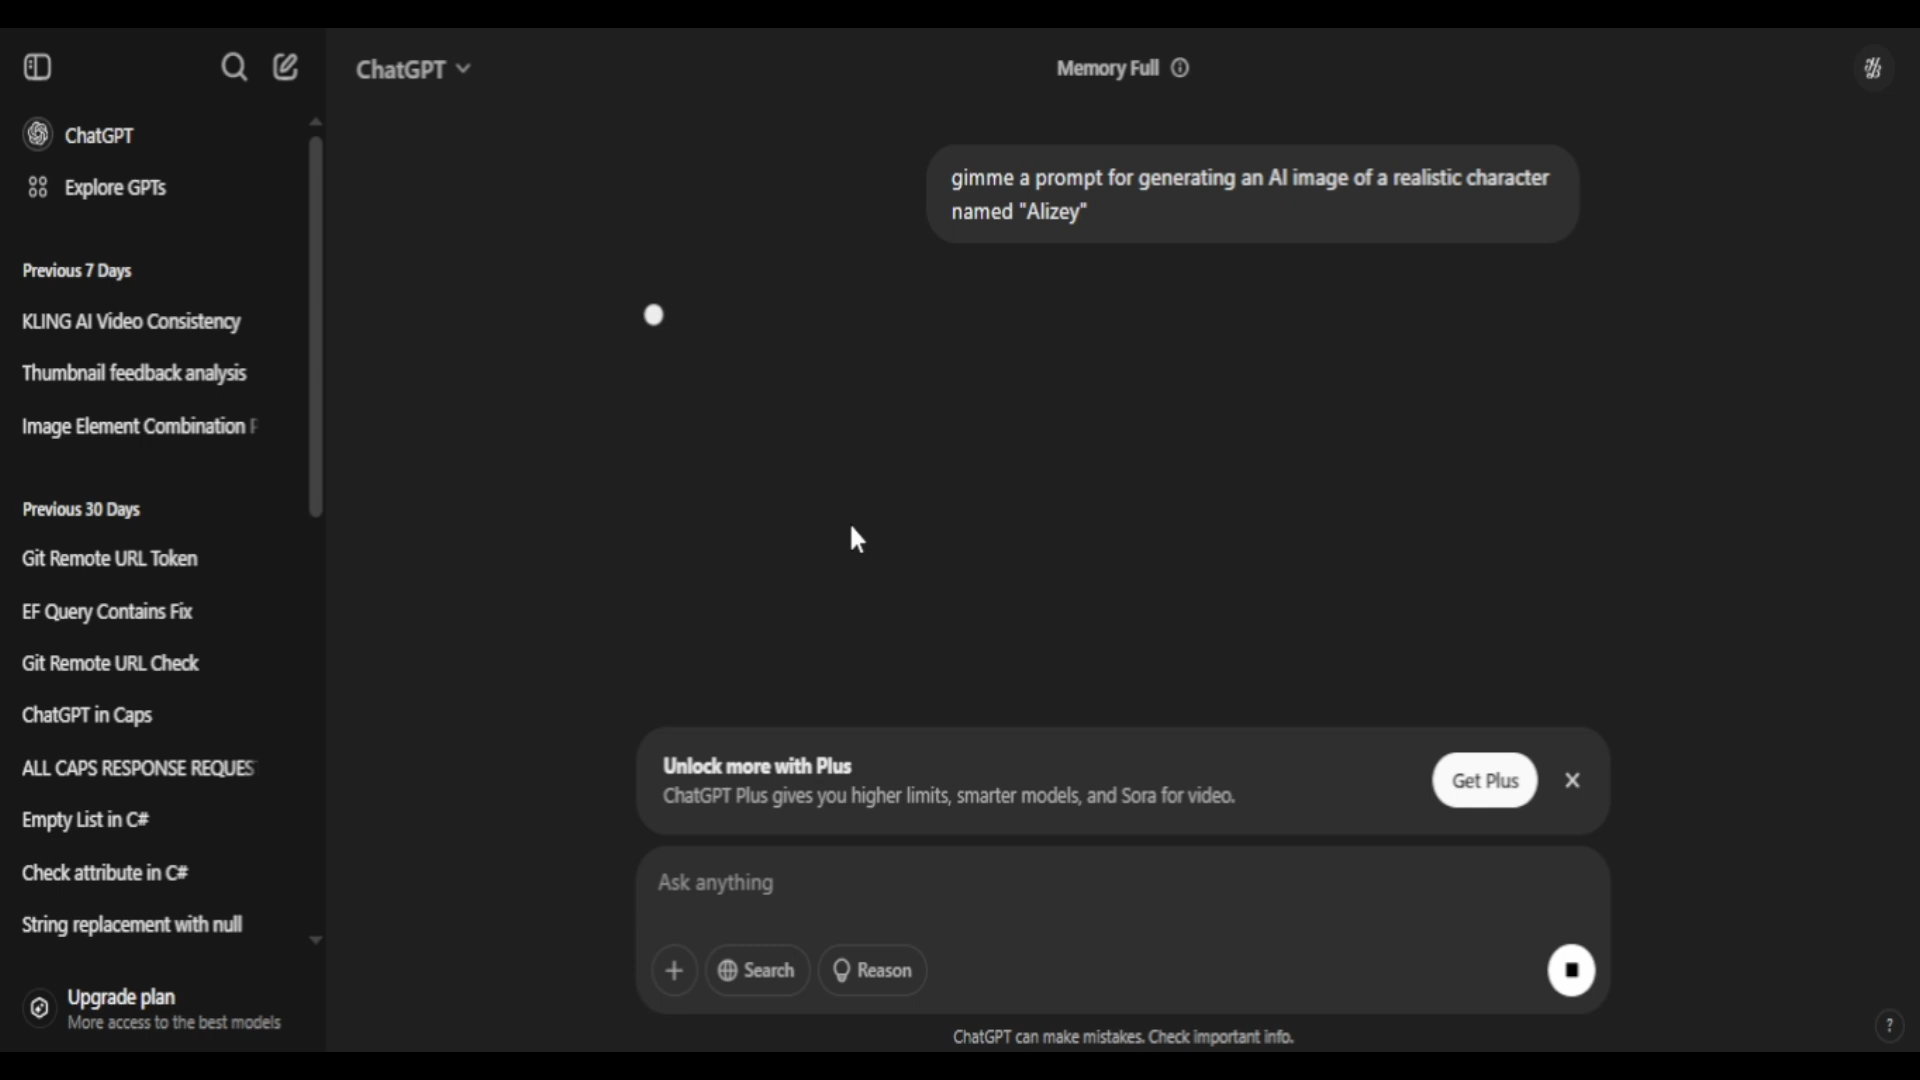 ChatGPT
Memory Full
ChatGPT
Explore GPTs
Previous 7 Days
KLING AI Video Consistency
Thumbnail feedback analysis
Image Element Combination
Previous 30 Days
Git Remote URL Token
EF Query Contains Fix
Git Remote URL Check
ChatGPT in Caps
ALL CAPS RESPONSE REQUES
Empty List in C#
Check attribute in C#
String replacement with null
Upgrade plan
More access to the best models
gimme a prompt for generating an AI image of a realistic character
named "Alizey"
Unlock more with Plus
ChatGPT Plus gives you higher limits, smarter models, and Sora for video.
Get Plus
Ask anything
Search
Reason
ChatGPT can make mistakes. Check important info.
?